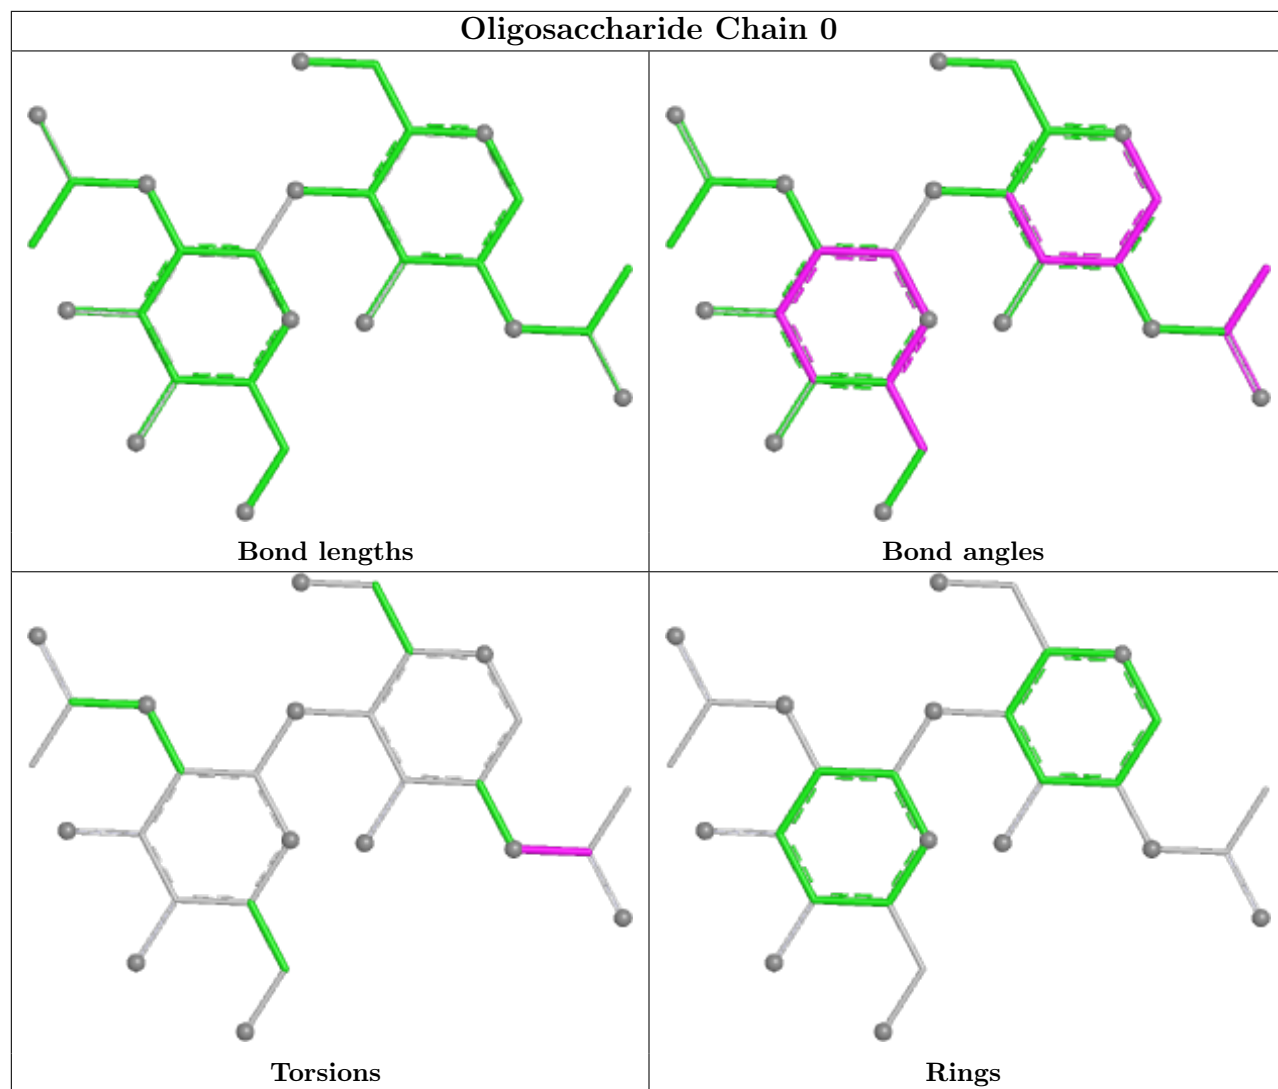 Oligosaccharide Chain 0
Bond lengths
Bond angles
Torsions
Rings